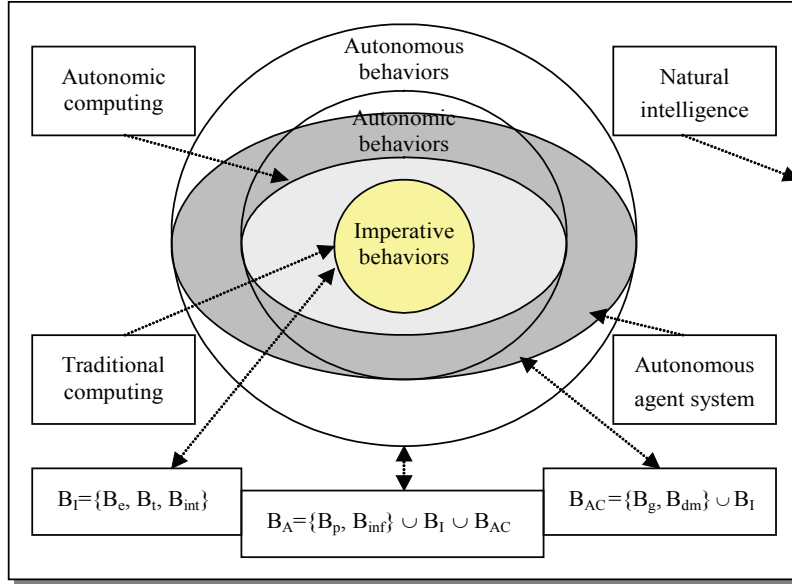 Autonomous
behaviors
Autonomic
computing
Natural
intelligence
Autonomic
behaviors
Imperative
behaviors
Traditional
computing
Autonomous
agent system
B_I={B_e, B_t, B_int}
B_A={B_p, B_inf} ∪ B_I ∪ B_AC
B_AC={B_g, B_dm} ∪ B_I